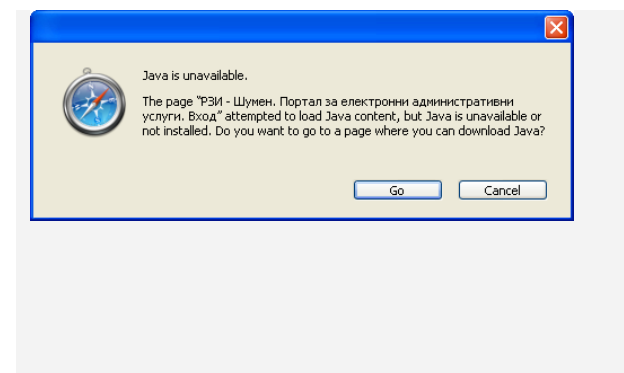 Java is unavailable.
The page "РЗИ - Шумен. Портал за електронни административни
услуги. Вход" attempted to load Java content, but Java is unavailable or
not installed. Do you want to go to a page where you can download Java?
Go
Cancel